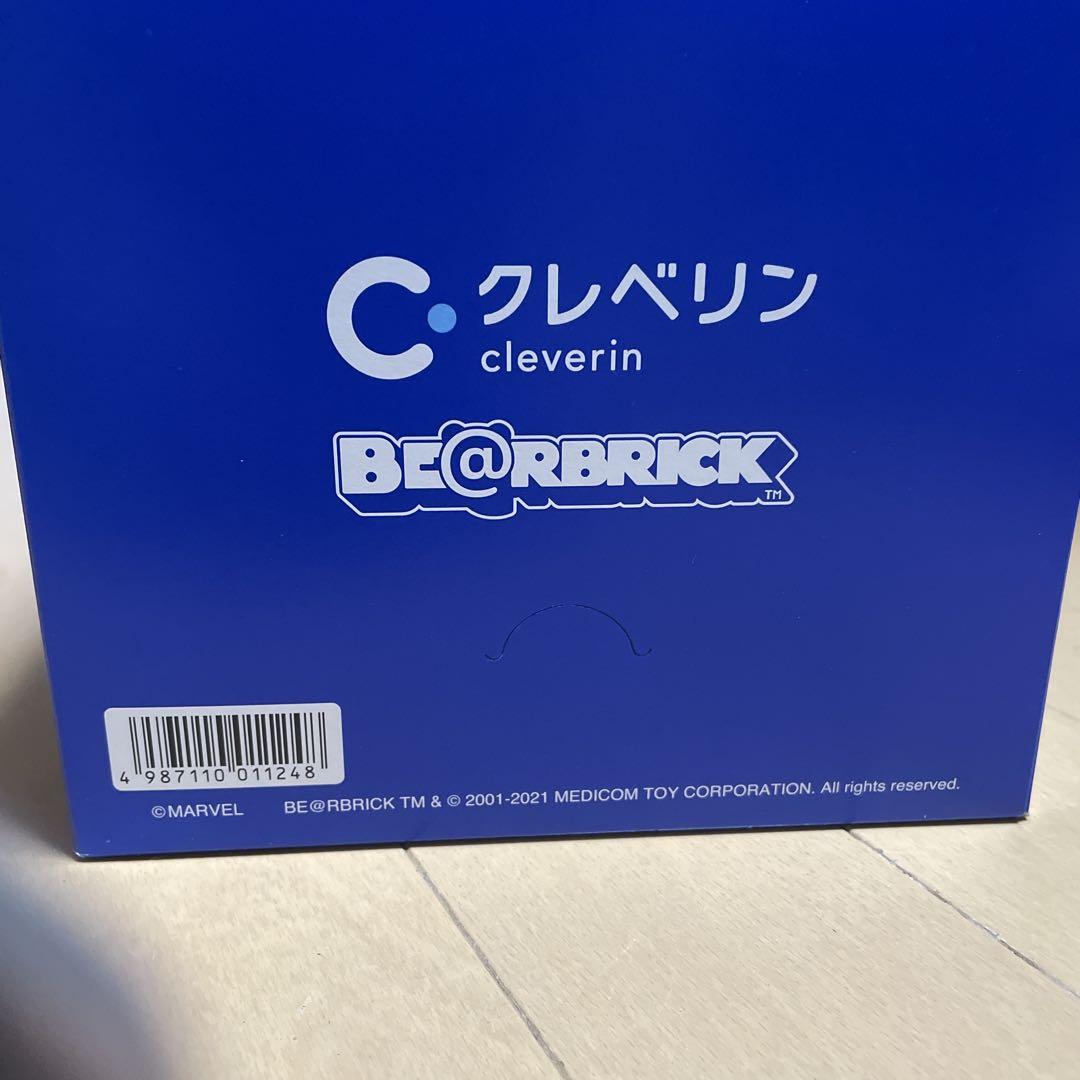 クレベリン
cleverin
BE@RBRICK TM
4 987110 011248
©MARVEL BE@RBRICK TM & © 2001-2021 MEDICOM TOY CORPORATION. All rights reserved.